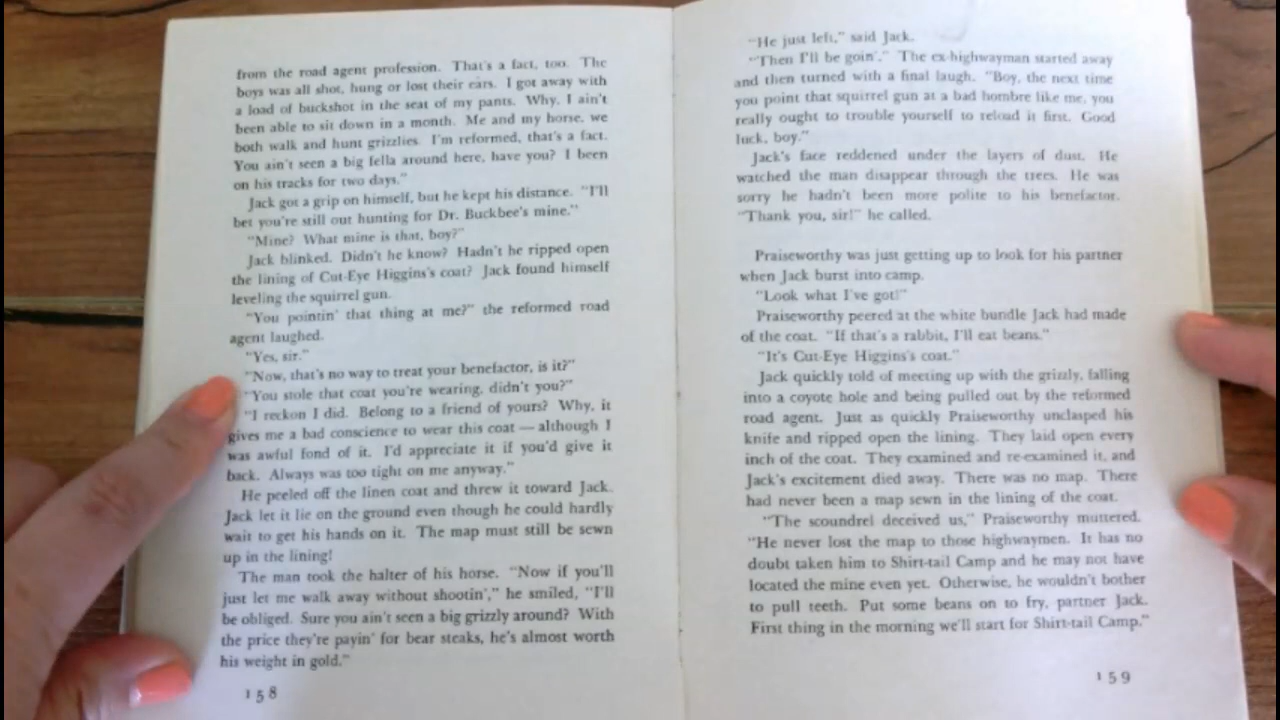 from the road agent profession. That's a fact, too. The
boys was all shot, hung or lost their ears. I got away with
a load of buckshot in the seat of my pants. Why, I ain't
been able to sit down in a month. Me and my horse, we
both walk and hunt grizzlies. I'm reformed, that's a fact.
You ain't seen a big fella around here, have you? I been
on his tracks for two days."
Jack got a grip on himself, but he kept his distance. "I'll
bet you're still out hunting for Dr. Buckbee's mine."
"Mine? What mine is that, boy?"
Jack blinked. Didn't he know? Hadn't he ripped open
the lining of Cut-Eye Higgins's coat? Jack found himself
leveling the squirrel gun.
"You pointin' that thing at me?" the reformed road
agent laughed.
"Yes, sir."
"Now, that's no way to treat your benefactor, is it?"
"You stole that coat you're wearing, didn't you?"
"I reckon I did. Belong to a friend of yours? Why, it
gives me a bad conscience to wear this coat — although I
was awful fond of it. I'd appreciate it if you'd give it
back. Always was too tight on me anyway."
He peeled off the linen coat and threw it toward Jack.
Jack let it lie on the ground even though he could hardly
wait to get his hands on it. The map must still be sewn
up in the lining!
The man took the halter of his horse. "Now if you'll
just let me walk away without shootin'," he smiled, "I'll
be obliged. Sure you ain't seen a big grizzly around? With
the price they're payin' for bear steaks, he's almost worth
his weight in gold."
158
"He just left," said Jack.
"Then I'll be goin'." The ex-highwayman started away
and then turned with a final laugh. "Boy, the next time
you point that squirrel gun at a bad hombre like me, you
really ought to trouble yourself to reload it first. Good
luck, boy."
Jack's face reddened under the layers of dust. He
watched the man disappear through the trees. He was
sorry he hadn't been more polite to his benefactor.
"Thank you, sir!" he called.
Praiseworthy was just getting up to look for his partner
when Jack burst into camp.
"Look what I've got!"
Praiseworthy peered at the white bundle Jack had made
of the coat. "If that's a rabbit, I'll eat beans."
"It's Cut-Eye Higgins's coat."
Jack quickly told of meeting up with the grizzly, falling
into a coyote hole and being pulled out by the reformed
road agent. Just as quickly Praiseworthy unclasped his
knife and ripped open the lining. They laid open every
inch of the coat. They examined and re-examined it, and
Jack's excitement died away. There was no map. There
had never been a map sewn in the lining of the coat.
"The scoundrel deceived us," Praiseworthy muttered.
"He never lost the map to those highwaymen. It has no
doubt taken him to Shirt-tail Camp and he may not have
located the mine even yet. Otherwise, he wouldn't bother
to pull teeth. Put some beans on to fry, partner Jack.
First thing in the morning we'll start for Shirt-tail Camp."
159